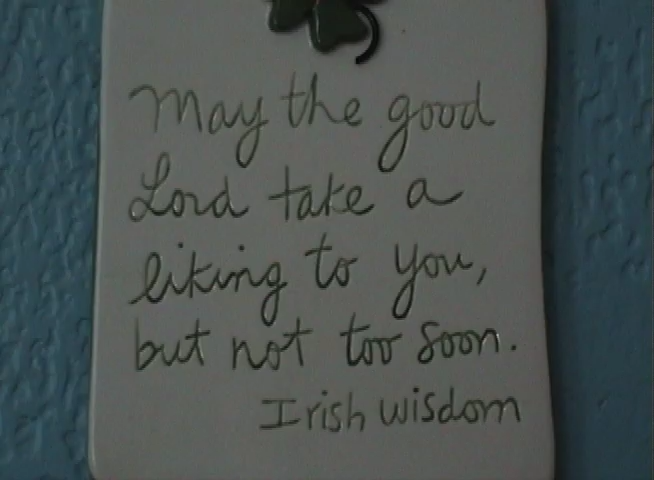 May the good
Lord take a
liking to you,
but not too soon.
Irish wisdom